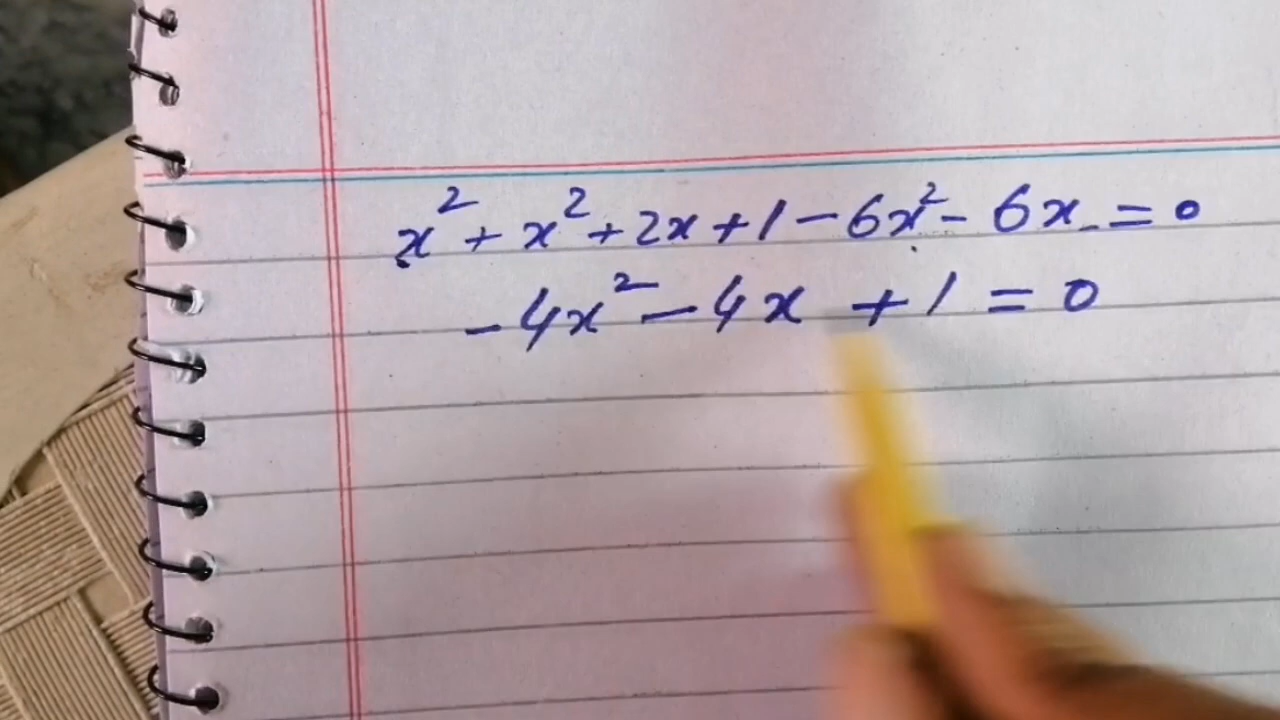 x² + x² + 2x + 1 - 6x² - 6x = 0
-4x² - 4x + 1 = 0